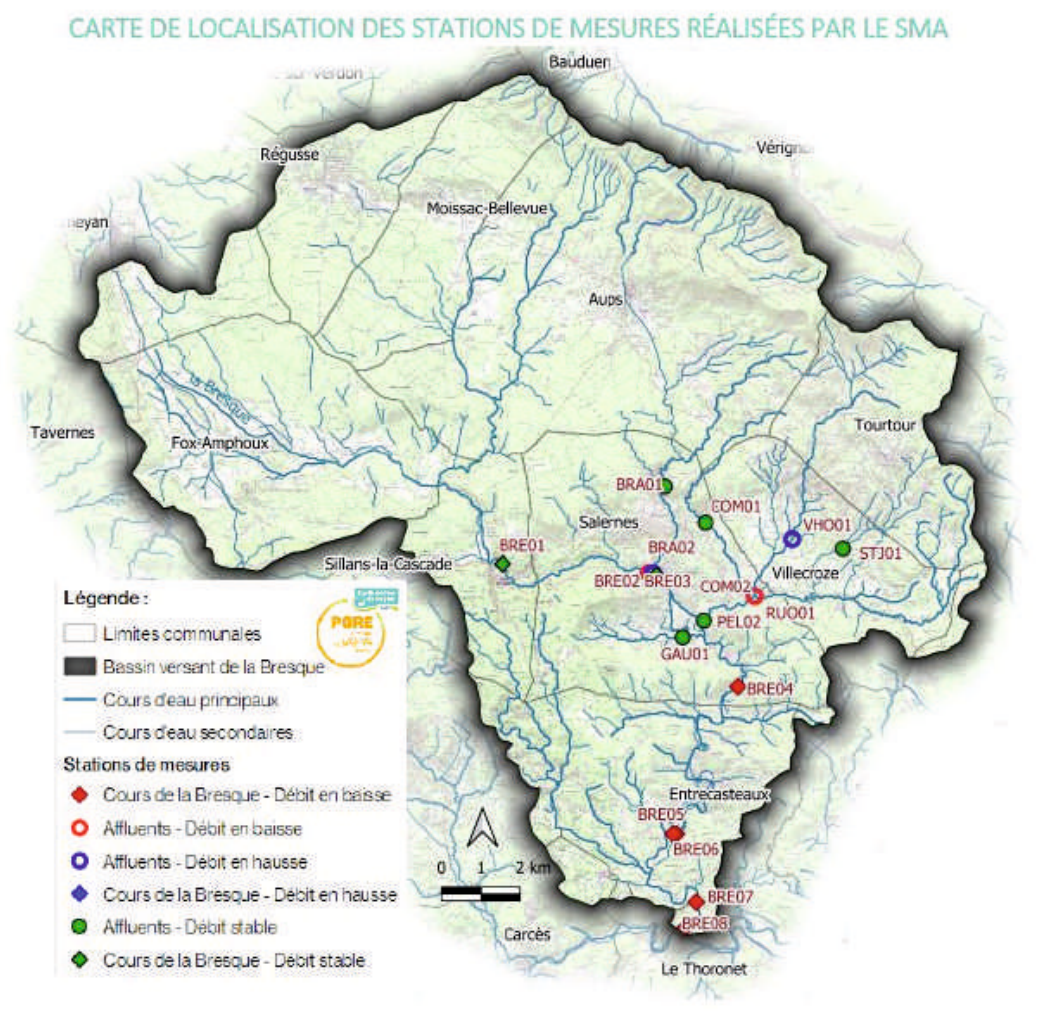 CARTE DE LOCALISATION DES STATIONS DE MESURES RÉALISÉES PAR LE SMA
Bauduen
Régusse
Moissac-Bellevue
Aups
la Bresque
Tavernes
Fox-Amphoux
Tourtour
BRA01
COM01
Salernes
VHO01
BRE01
BRA02
STJ01
Sillans-la-Cascade
BRE02
BRE03
COM02
Villecroze
RUO01
PEL02
GAU01
BRE04
Entrecasteaux
BRE05
BRE06
BRE07
BRE08
Carcès
Le Thoronet
0 1 2 km
Légende :
Limites communales
Bassin versant de la Bresque
Cours d'eau principaux
Cours d'eau secondaires
Stations de mesures
Cours de la Bresque - Débit en baisse
Affluents - Débit en baisse
Affluents - Débit en hausse
Cours de la Bresque - Débit en hausse
Affluents - Débit stable
Cours de la Bresque - Débit stable